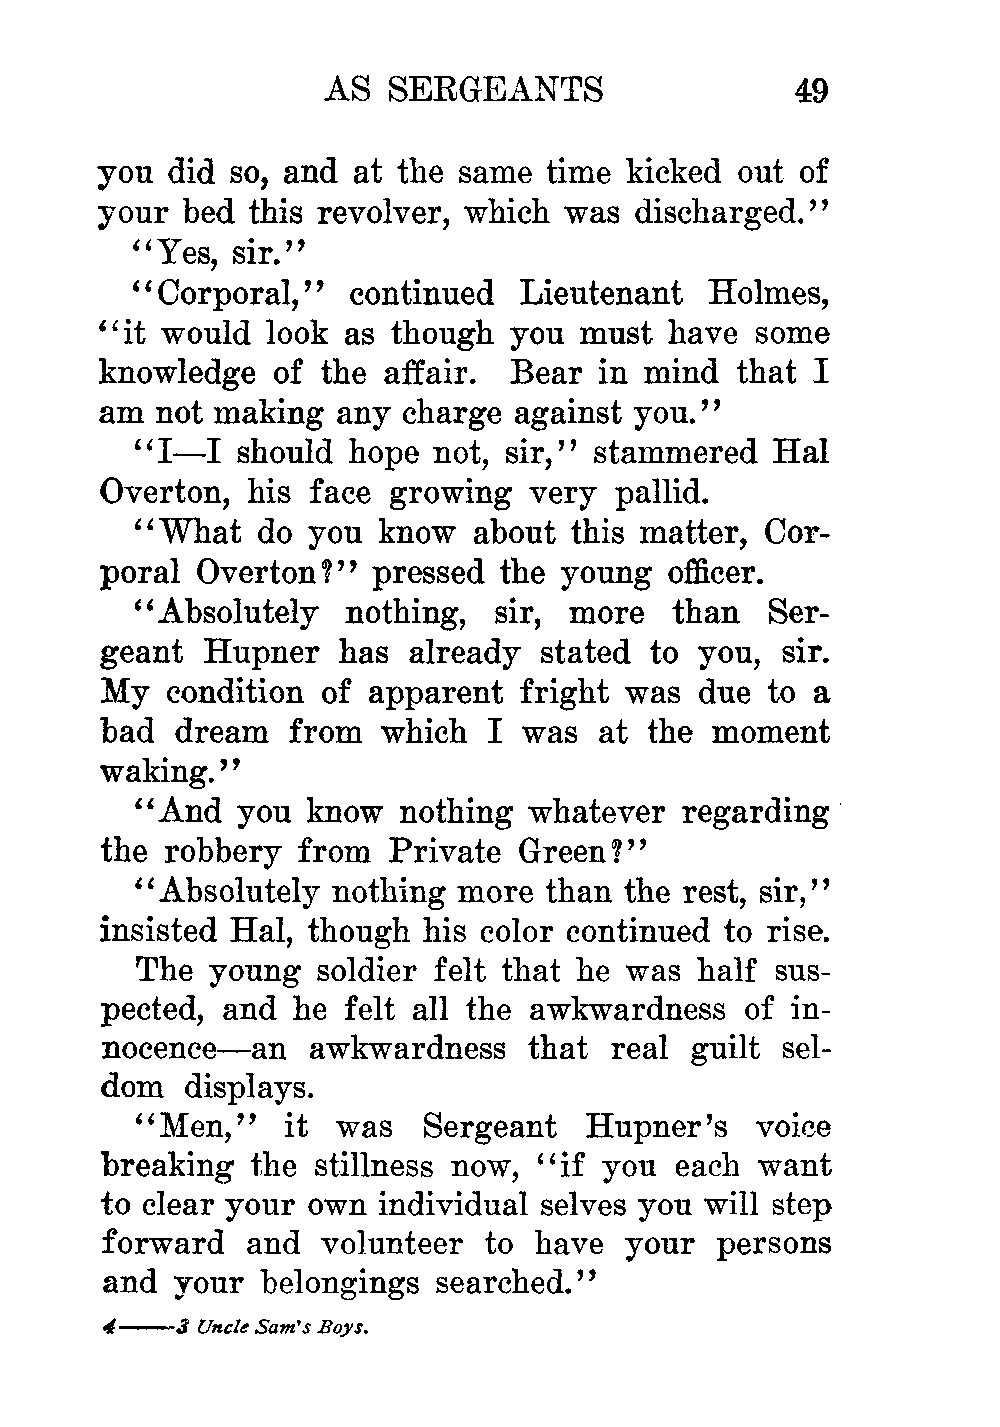 AS SERGEANTS 49
you did so, and at the same time kicked out of
your bed this revolver, which was discharged.”
“Yes, sir.”
“Corporal,” continued Lieutenant Holmes,
“it would look as though you must have some
knowledge of the affair. Bear in mind that I
am not making any charge against you.”
“I—I should hope not, sir,” stammered Hal
Overton, his face growing very pallid.
“What do you know about this matter, Cor-
poral Overton?” pressed the young officer.
“Absolutely nothing, sir, more than Ser-
geant Hupner has already stated to you, sir.
My condition of apparent fright was due to a
bad dream from which I was at the moment
waking.”
“And you know nothing whatever regarding
the robbery from Private Green?”
“Absolutely nothing more than the rest, sir,”
insisted Hal, though his color continued to rise.
The young soldier felt that he was half sus-
pected, and he felt all the awkwardness of in-
nocence—an awkwardness that real guilt sel-
dom displays.
“Men,” it was Sergeant Hupner’s voice
breaking the stillness now, “if you each want
to clear your own individual selves you will step
forward and volunteer to have your persons
and your belongings searched.”
4——3 Uncle Sam’s Boys.